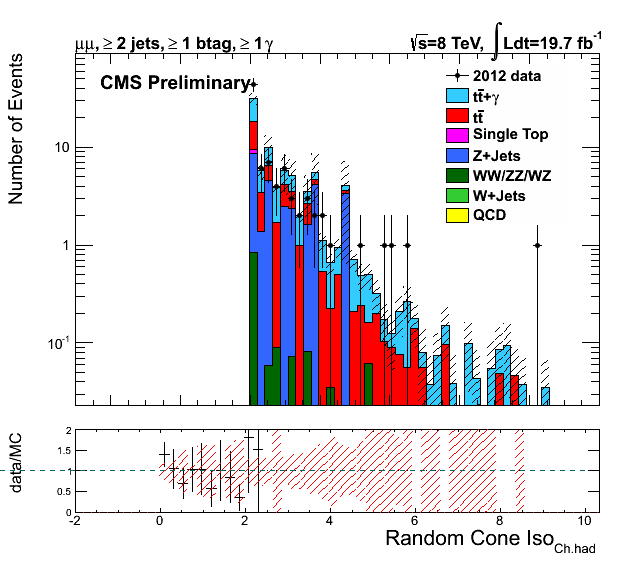 μμ, ≥ 2 jets, ≥ 1 btag, ≥ 1 γ
√s=8 TeV, ∫Ldt=19.7 fb⁻¹
CMS Preliminary
2012 data
tt̄+γ
tt̄
Single Top
Z+Jets
WW/ZZ/WZ
W+Jets
QCD
Number of Events
10
1
10⁻¹
data/MC
2
1.5
1
0.5
0
-2 0 2 4 6 8 10
Random Cone Iso_Ch.had